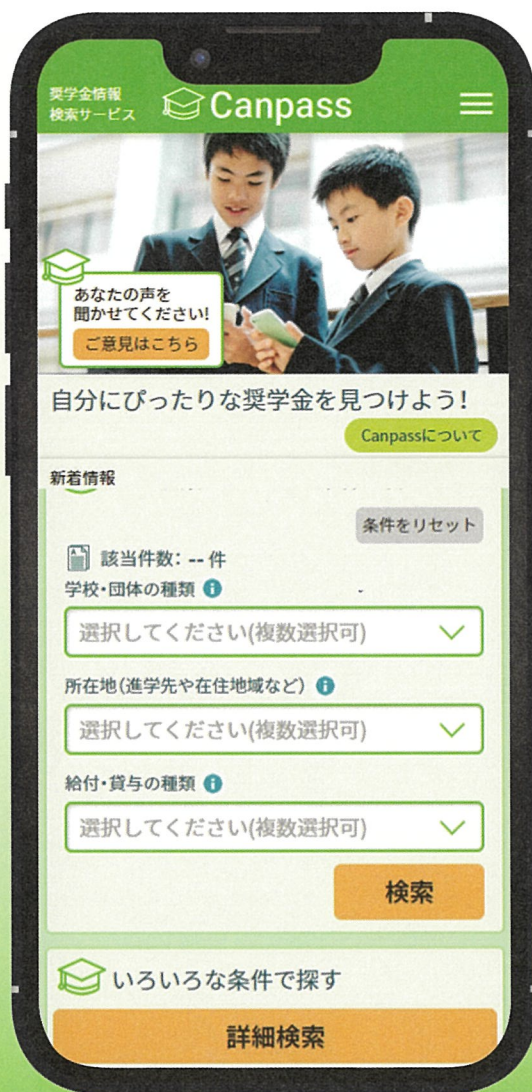 奨学金情報
検索サービス
Canpass
あなたの声を
聞かせてください!
ご意見はこちら
自分にぴったりな奨学金を見つけよう!
Canpassについて
新着情報
条件をリセット
該当件数: -- 件
学校・団体の種類
選択してください(複数選択可)
所在地(進学先や在住地域など)
選択してください(複数選択可)
給付・貸与の種類
選択してください(複数選択可)
検索
いろいろな条件で探す
詳細検索